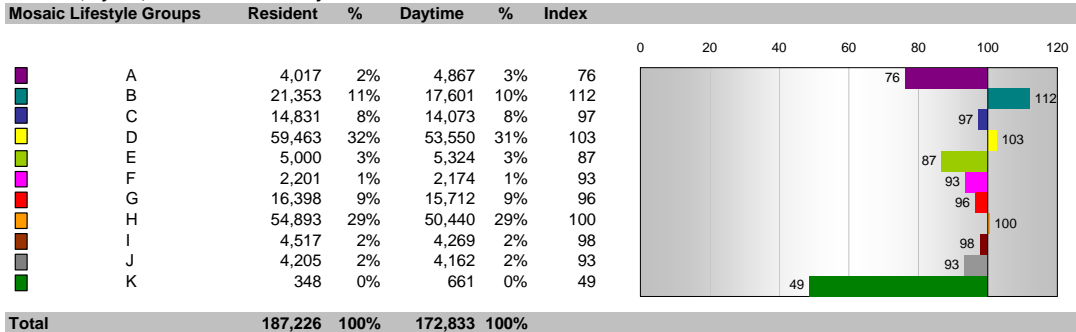 Mosaic Lifestyle Groups Resident % Daytime % Index
0 20 40 60 80 100 120
A 4,017 2% 4,867 3% 76 76
B 21,353 11% 17,601 10% 112 112
C 14,831 8% 14,073 8% 97 97
D 59,463 32% 53,550 31% 103 103
E 5,000 3% 5,324 3% 87 87
F 2,201 1% 2,174 1% 93 93
G 16,398 9% 15,712 9% 96 96
H 54,893 29% 50,440 29% 100 100
I 4,517 2% 4,269 2% 98 98
J 4,205 2% 4,162 2% 93 93
K 348 0% 661 0% 49 49
Total 187,226 100% 172,833 100%